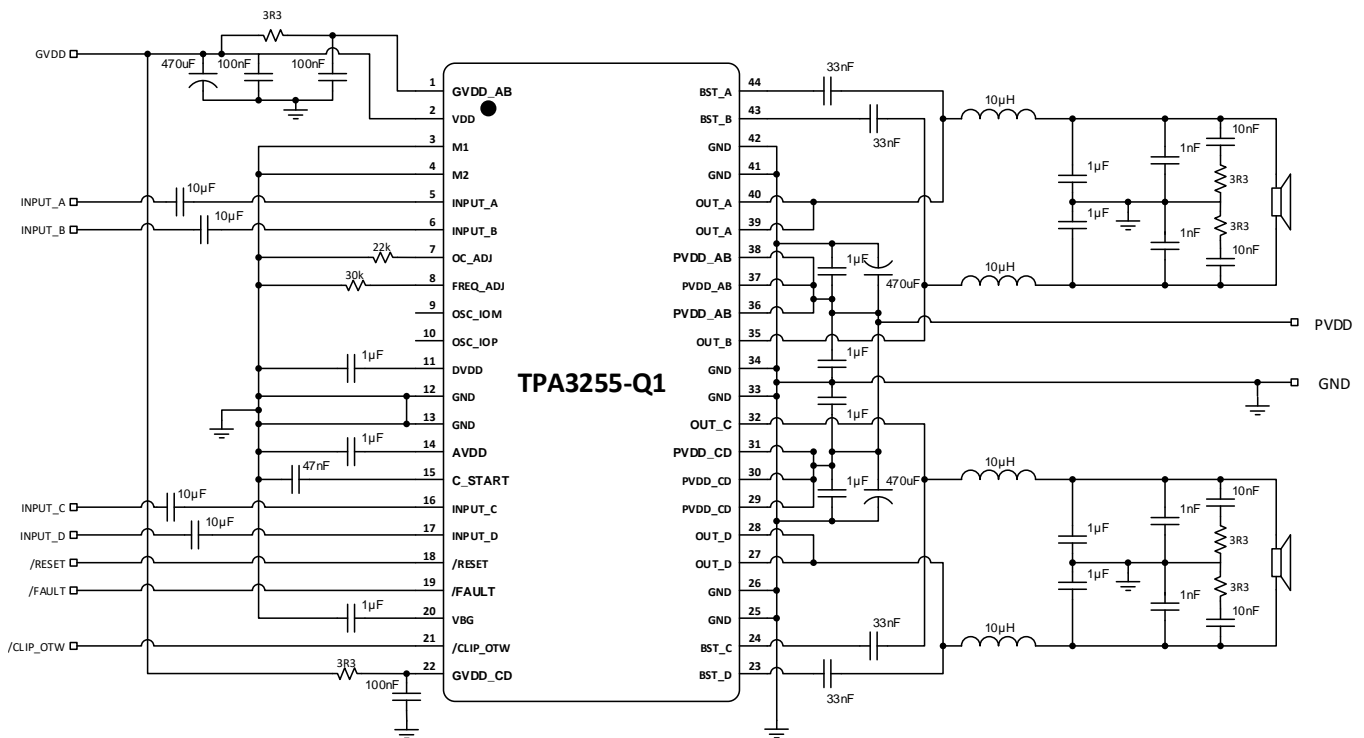 3R3
GVDD
470uF
100nF
100nF
1
GVDD_AB
2
VDD
3
M1
4
M2
INPUT_A
10µF
5
INPUT_A
INPUT_B
10µF
6
INPUT_B
22k
7
OC_ADJ
30k
8
FREQ_ADJ
9
OSC_IOM
10
OSC_IOP
1µF
11
DVDD
12
GND
13
GND
1µF
14
AVDD
47nF
15
C_START
INPUT_C
10µF
16
INPUT_C
INPUT_D
10µF
17
INPUT_D
/RESET
18
/RESET
/FAULT
19
/FAULT
1µF
20
VBG
/CLIP_OTW
21
/CLIP_OTW
3R3
22
GVDD_CD
100nF
TPA3255-Q1
BST_A
44
33nF
BST_B
43
33nF
GND
42
GND
41
OUT_A
40
OUT_A
39
PVDD_AB
38
PVDD_AB
37
PVDD_AB
36
OUT_B
35
GND
34
GND
33
OUT_C
32
PVDD_CD
31
PVDD_CD
30
PVDD_CD
29
OUT_D
28
OUT_D
27
GND
26
GND
25
BST_C
24
33nF
BST_D
23
33nF
1µF
470uF
1µF
1µF
1µF
470uF
10µH
10nF
1nF
1µF
3R3
1µF
3R3
1nF
10nF
10µH
PVDD
GND
10µH
10nF
1nF
1µF
3R3
1µF
3R3
1nF
10nF
10µH